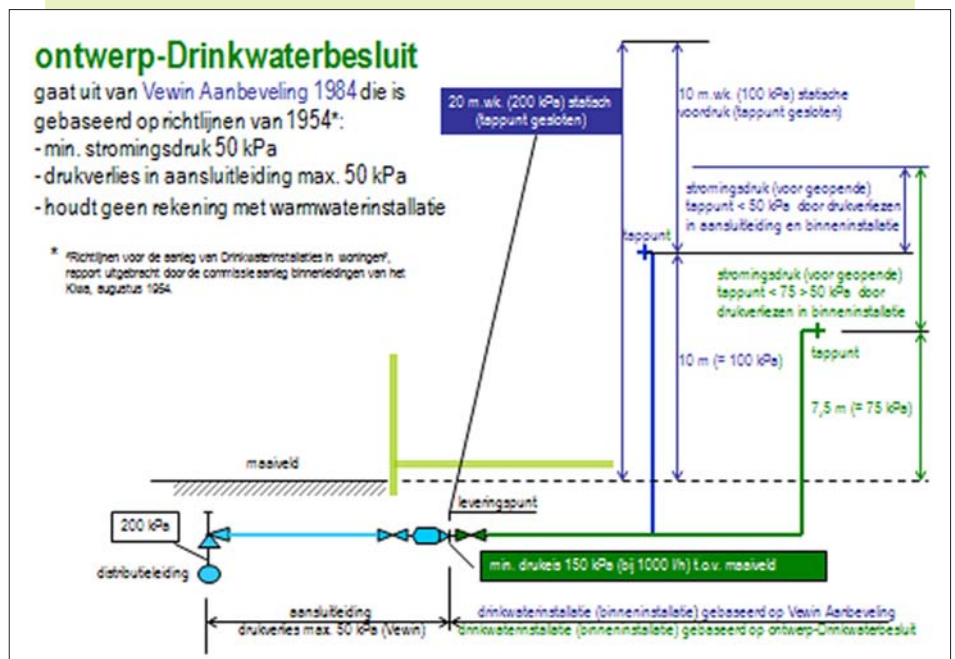 ontwerp-Drinkwaterbesluit
gaat uit van Vewin Aanbeveling 1984 die is
gebaseerd op richtlijnen van 1954*:
- min. stromingsdruk 50 kPa
- drukverlies in aansluitleiding max. 50 kPa
- houdt geen rekening met warmwaterinstallatie
* "Richtlijnen voor de aanleg van Drinkwaterinstallaties in woningen",
rapport uitgebracht door de commissie aanleg binnenleidingen van het
Kiwa, augustus 1954.
20 m.wk. (200 kPa) statisch
(tappunt gesloten)
10 m.wk. (100 kPa) statische
voordruk (tappunt gesloten)
stromingsdruk (voor geopende)
tappunt < 50 kPa door drukverliezen
in aansluitleiding en binneninstallatie
tappunt
stromingsdruk (voor geopende)
tappunt < 75 > 50 kPa door
drukverliezen in binneninstallatie
tappunt
10 m (= 100 kPa)
7,5 m (= 75 kPa)
maaiveld
leveringspunt
200 kPa
distributieleiding
min. drukeis 150 kPa (bij 1000 l/h) t.o.v. maaiveld
aansluitleiding
drukverlies max. 50 kPa (Vewin)
drinkwaterinstallatie (binneninstallatie) gebaseerd op Vewin Aanbeveling
drinkwaterinstallatie (binneninstallatie) gebaseerd op ontwerp-Drinkwaterbesluit